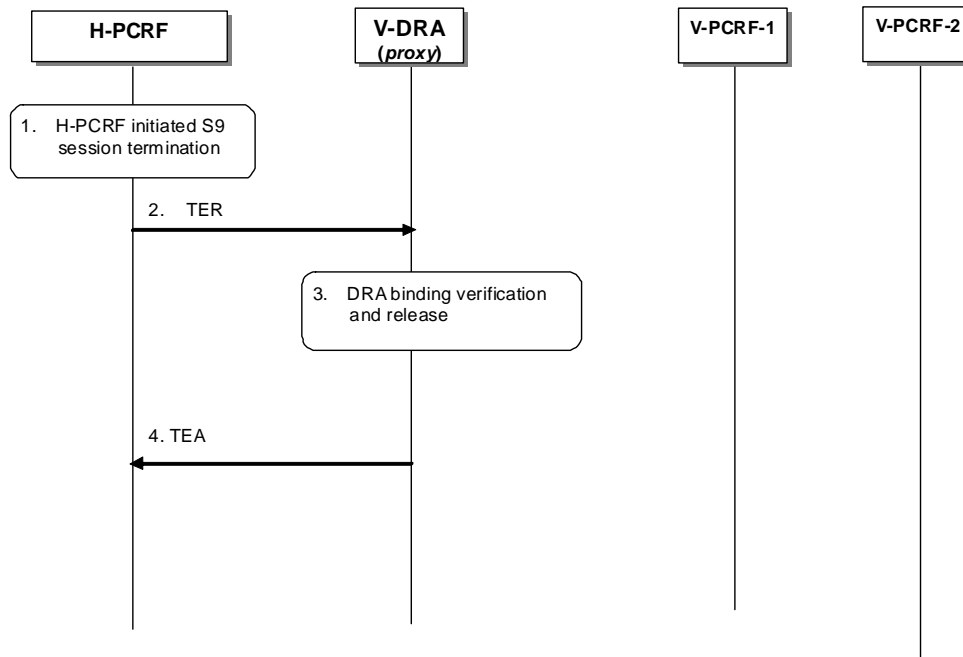 H-PCRF
V-DRA
(proxy)
V-PCRF-1
V-PCRF-2
1. H-PCRF initiated S9
session termination
2. TER
3. DRA binding verification
and release
4. TEA